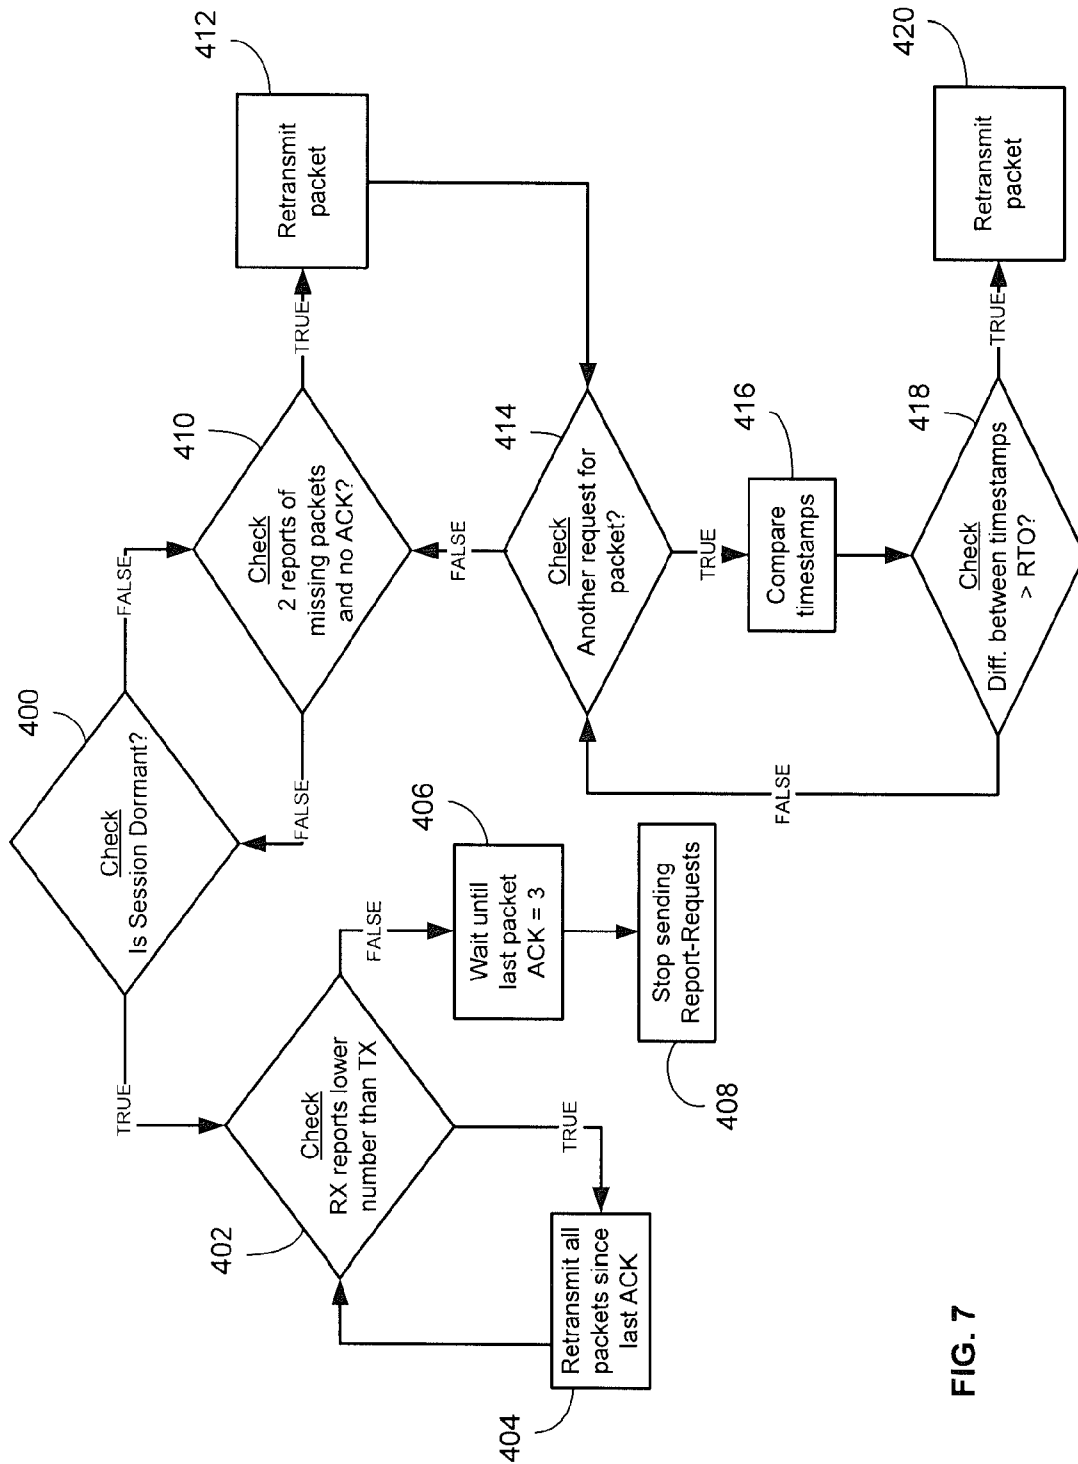 400
Check
Is Session Dormant?
TRUE
FALSE
402
Check
RX reports lower
number than TX
TRUE
FALSE
404
Retransmit all
packets since
last ACK
406
Wait until
last packet
ACK = 3
408
Stop sending
Report-Requests
410
Check
2 reports of
missing packets
and no ACK?
FALSE
TRUE
412
Retransmit
packet
414
Check
Another request for
packet?
FALSE
TRUE
416
Compare
timestamps
418
Check
Diff. between timestamps
> RTO?
FALSE
TRUE
420
Retransmit
packet
FIG. 7